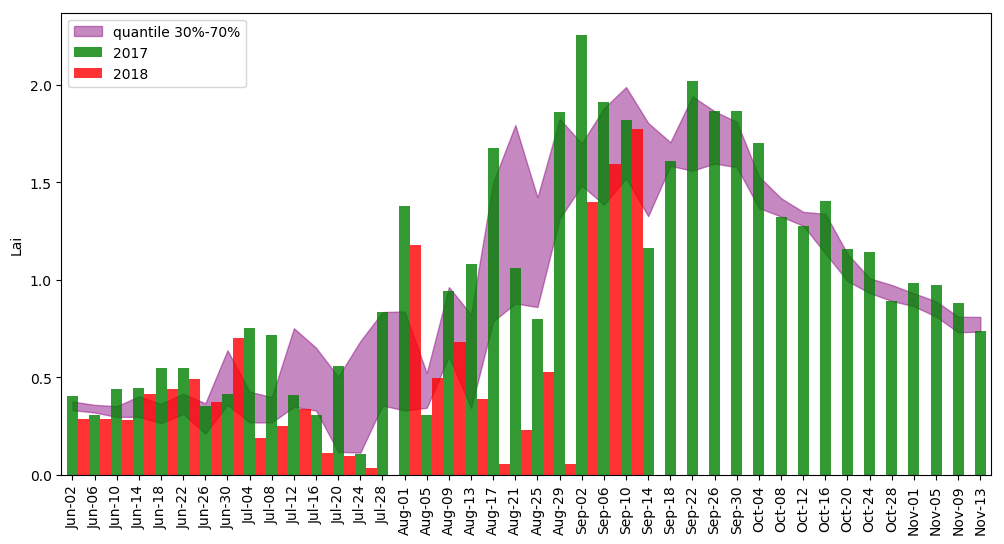 quantile 30%-70%
2017
2018
Lai
2.0
1.5
1.0
0.5
0.0
Jun-02
Jun-06
Jun-10
Jun-14
Jun-18
Jun-22
Jun-26
Jun-30
Jul-04
Jul-08
Jul-12
Jul-16
Jul-20
Jul-24
Jul-28
Aug-01
Aug-05
Aug-09
Aug-13
Aug-17
Aug-21
Aug-25
Aug-29
Sep-02
Sep-06
Sep-10
Sep-14
Sep-18
Sep-22
Sep-26
Sep-30
Oct-04
Oct-08
Oct-12
Oct-16
Oct-20
Oct-24
Oct-28
Nov-01
Nov-05
Nov-09
Nov-13